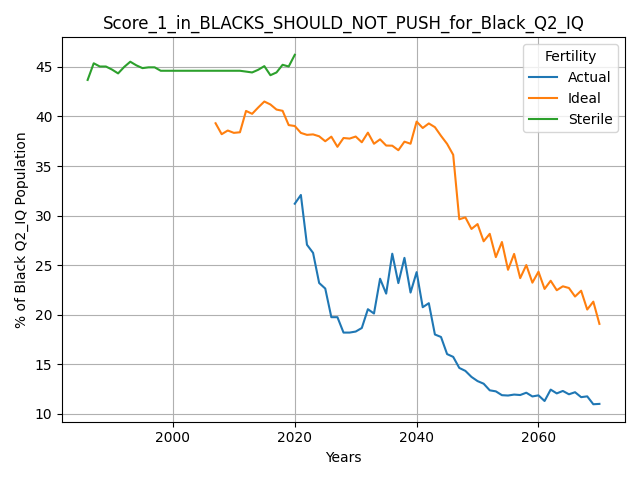 Score_1_in_BLACKS_SHOULD_NOT_PUSH_for_Black_Q2_IQ
Fertility
Actual
Ideal
Sterile
% of Black Q2_IQ Population
45
40
35
30
25
20
15
10
2000
2020
2040
2060
Years